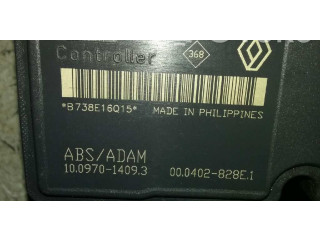 Controller
368
*B738E16Q15* MADE IN PHILIPPINES
ABS/ADAM
10.0970-1409.3 00.0402-828E.1